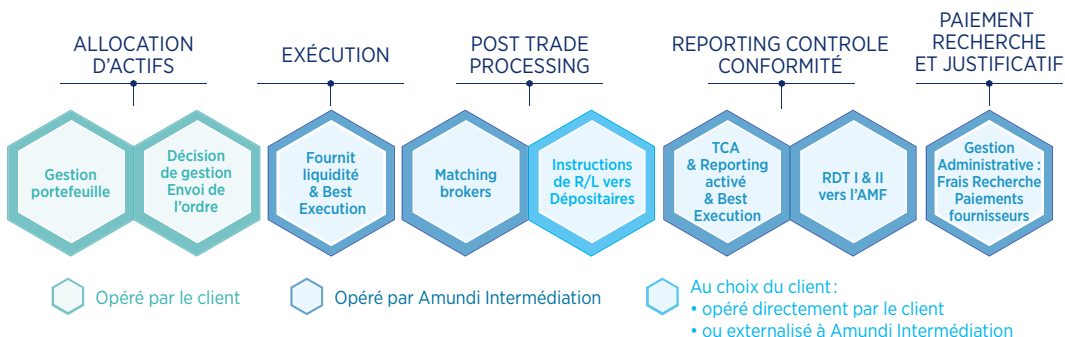 ALLOCATION
D'ACTIFS
EXÉCUTION
POST TRADE
PROCESSING
REPORTING CONTROLE
CONFORMITÉ
PAIEMENT
RECHERCHE
ET JUSTIFICATIF
Gestion
portefeuille
Décision
de gestion
Envoi de
l'ordre
Fournit
liquidité
& Best
Execution
Matching
brokers
Instructions
de R/L vers
Dépositaires
TCA
& Reporting
activé
& Best
Execution
RDT I & II
vers l'AMF
Gestion
Administrative :
Frais Recherche
Paiements
fournisseurs
Opéré par le client
Opéré par Amundi Intermédiation
Au choix du client :
• opéré directement par le client
• ou externalisé à Amundi Intermédiation